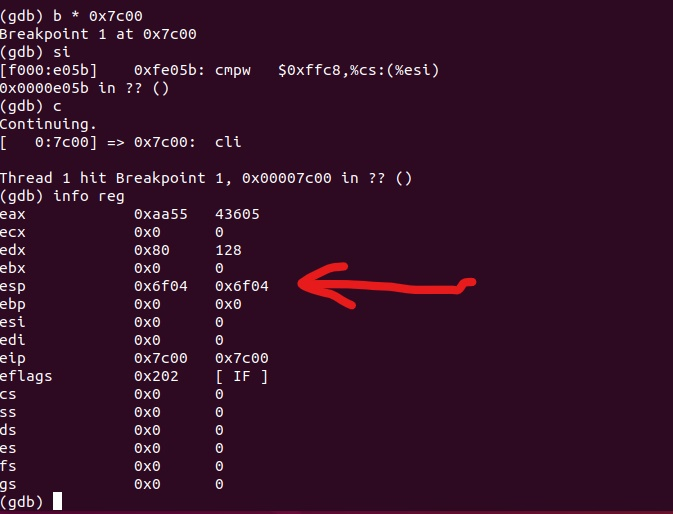 (gdb) b * 0x7c00
Breakpoint 1 at 0x7c00
(gdb) si
[f000:e05b]    0xfe05b: cmpw   $0xffc8,%cs:(%esi)
0x0000e05b in ?? ()
(gdb) c
Continuing.
[   0:7c00] => 0x7c00:  cli
Thread 1 hit Breakpoint 1, 0x00007c00 in ?? ()
(gdb) info reg
eax            0xaa55   43605
ecx            0x0      0
edx            0x80     128
ebx            0x0      0
esp            0x6f04   0x6f04
ebp            0x0      0x0
esi            0x0      0
edi            0x0      0
eip            0x7c00   0x7c00
eflags         0x202    [ IF ]
cs             0x0      0
ss             0x0      0
ds             0x0      0
es             0x0      0
fs             0x0      0
gs             0x0      0
(gdb)